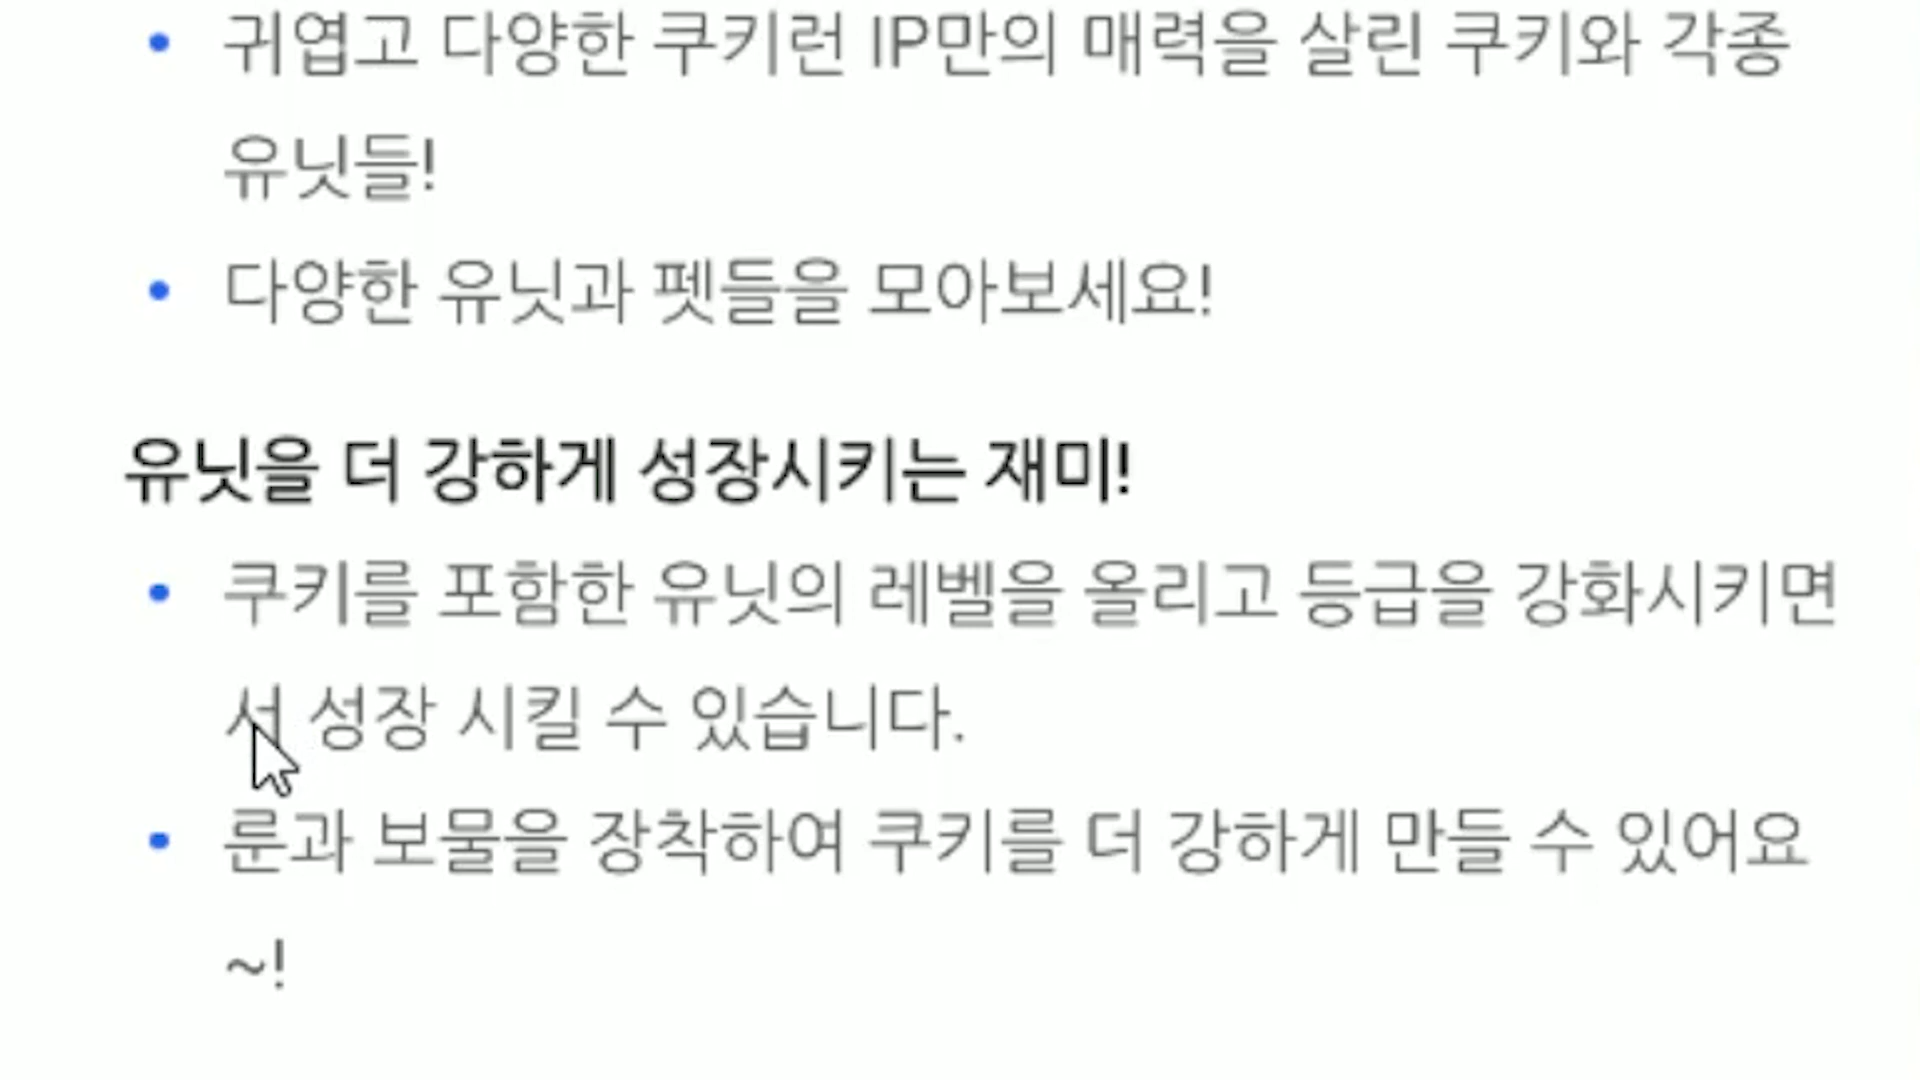 귀엽고 다양한 쿠키런 IP만의 매력을 살린 쿠키와 각종
유닛들!
다양한 유닛과 펫들을 모아보세요!
유닛을 더 강하게 성장시키는 재미!
쿠키를 포함한 유닛의 레벨을 올리고 등급을 강화시키면
서 성장 시킬 수 있습니다.
룬과 보물을 장착하여 쿠키를 더 강하게 만들 수 있어요
~!